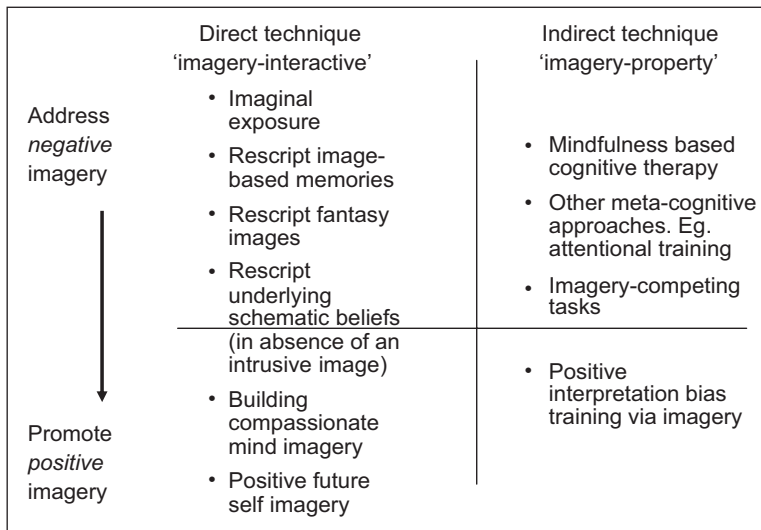 Direct technique
‘imagery-interactive’
Indirect technique
‘imagery-property’
Address
negative
imagery
• Imaginal
exposure
• Rescript image-
based memories
• Rescript fantasy
images
• Rescript
underlying
schematic beliefs
(in absence of an
intrusive image)
• Building
compassionate
mind imagery
• Positive future
self imagery
• Mindfulness based
cognitive therapy
• Other meta-cognitive
approaches. Eg.
attentional training
• Imagery-competing
tasks
• Positive
interpretation bias
training via imagery
Promote
positive
imagery